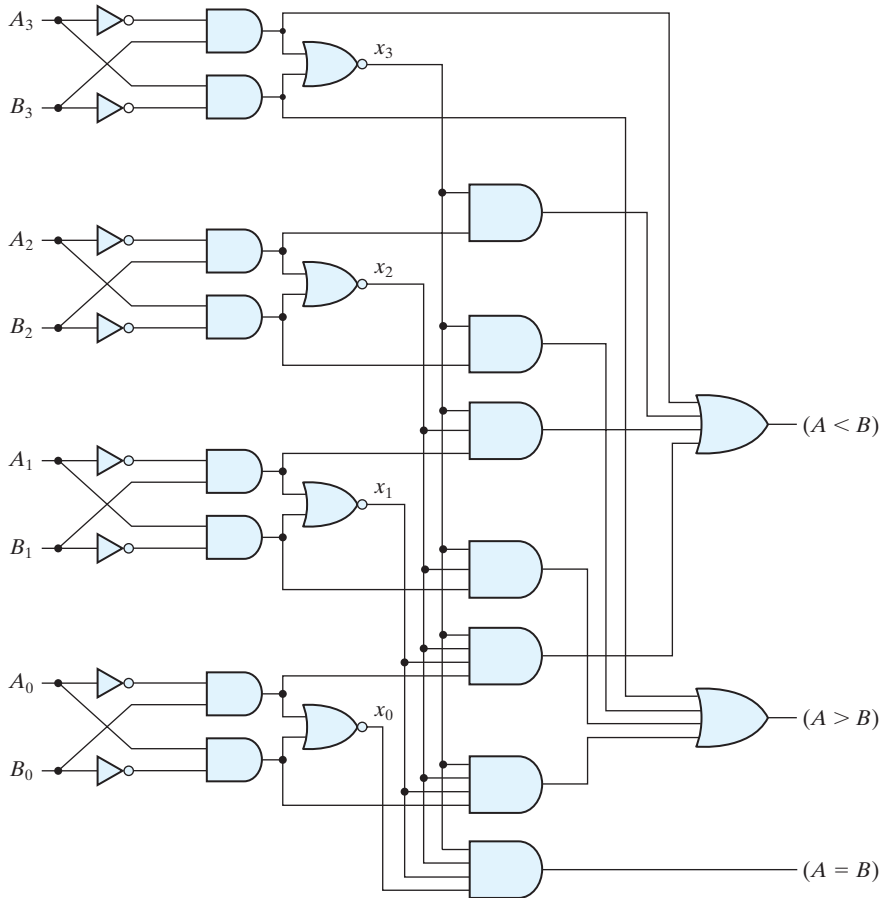 A₃
x₃
B₃
A₂
x₂
B₂
(A < B)
A₁
x₁
B₁
A₀
x₀
(A > B)
B₀
(A = B)